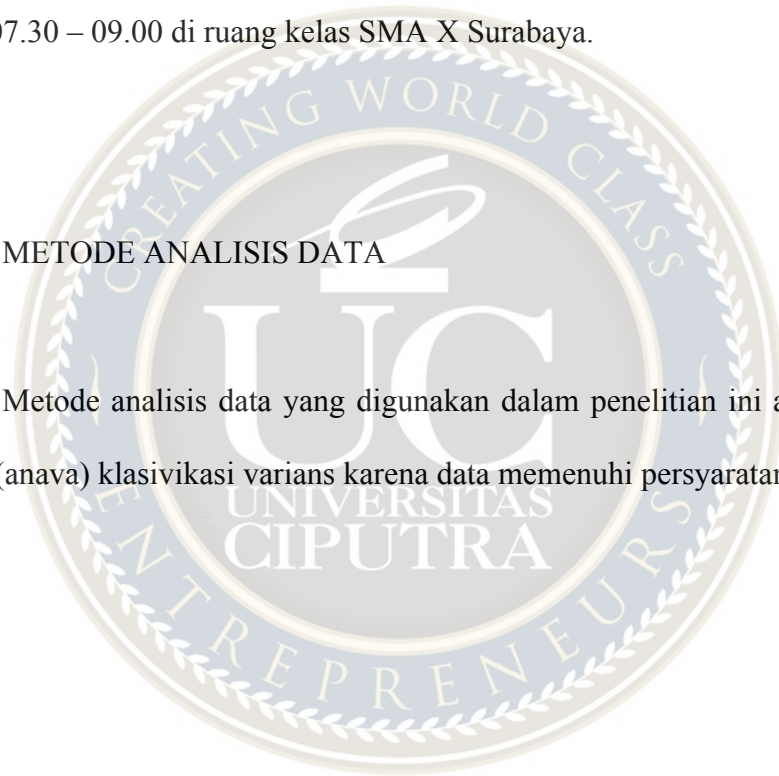 07.30 – 09.00 di ruang kelas SMA X Surabaya.
METODE ANALISIS DATA
Metode analisis data yang digunakan dalam penelitian ini a
(anava) klasivikasi varians karena data memenuhi persyaratan
CREATING WORLD CLASS
UC
UNIVERSITAS
CIPUTRA
ENTREPRENEURS